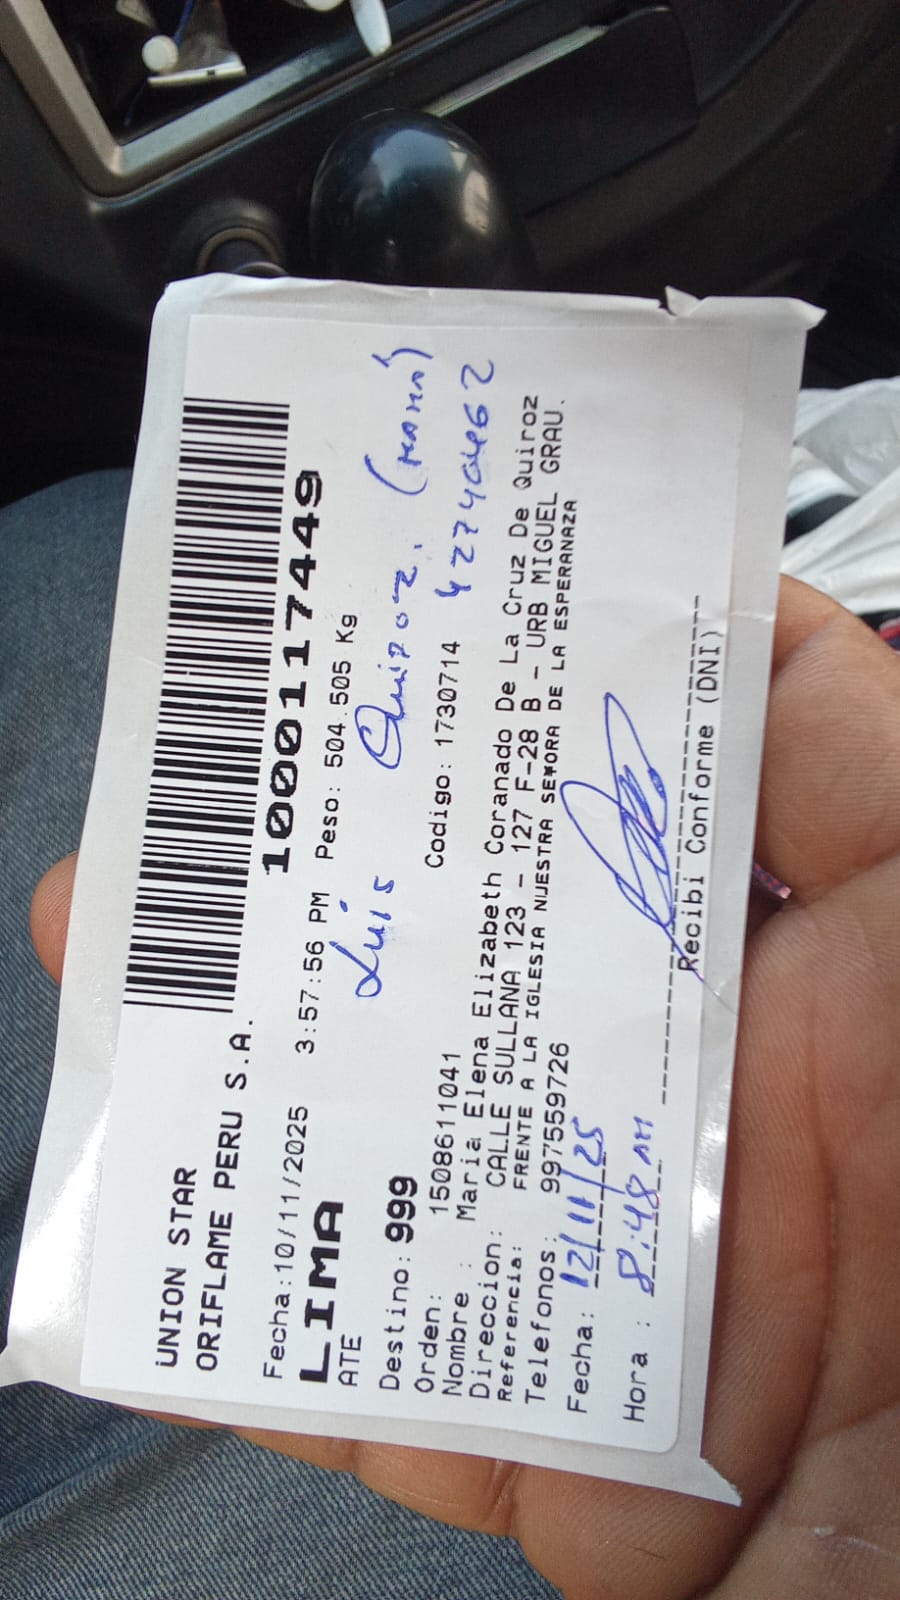 UNION STAR
ORIFLAME PERU S.A.
1000117449
Fecha:10/11/2025 3:57:56 PM Peso: 504.505 Kg
LIMA
ATE
Luis Quiroz. (mamá)
Destino: 999
Orden: 1508611041 Codigo: 1730714
42740462
Nombre : Maria Elena Elizabeth Coranado De La Cruz De Quiroz
Direccion: CALLE SULLANA 123 - 127 F-28 B - URB MIGUEL GRAU.
Referencia: FRENTE A LA IGLESIA NUESTRA SE¥ORA DE LA ESPERANAZA
Telefonos: 997559726
Fecha: 12/11/25
Hora : 8:48 AM
Recibi Conforme (DNI)